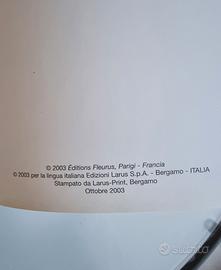 © 2003 Éditions Fleurus, Parigi - Francia
© 2003 per la lingua italiana Edizioni Larus S.p.A. - Bergamo - ITALIA
Stampato da Larus-Print, Bergamo
Ottobre 2003
subito